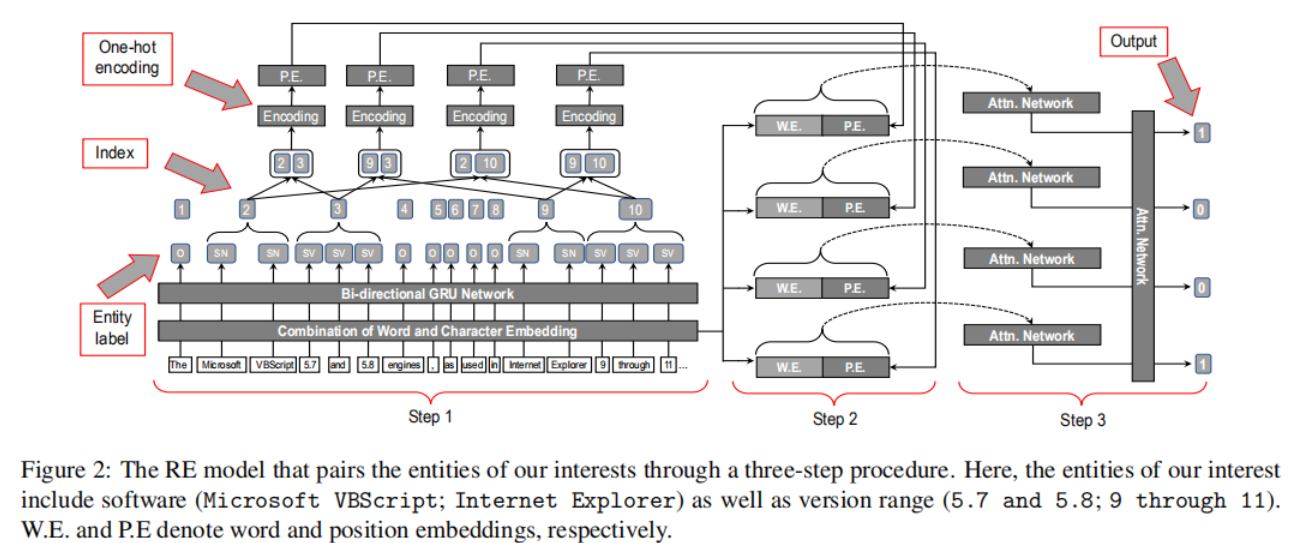 One-hot
encoding
Output
P.E. P.E. P.E. P.E.
Encoding Encoding Encoding Encoding
Index
2 3 9 3 2 10 9 10
1 2 3 4 5 6 7 8 9 10
O SN SN SV SV SV O O O O O SN SN SV SV SV
Entity
label
Bi-directional GRU Network
Combination of Word and Character Embedding
The Microsoft VBScript 5.7 and 5.8 engines , as used in Internet Explorer 9 through 11 ...
Step 1
W.E. P.E.
W.E. P.E.
W.E. P.E.
W.E. P.E.
Step 2
Attn. Network
Attn. Network
Attn. Network
Attn. Network
Attn. Network
1
0
0
1
Step 3
Figure 2: The RE model that pairs the entities of our interests through a three-step procedure. Here, the entities of our interest
include software (Microsoft VBScript; Internet Explorer) as well as version range (5.7 and 5.8; 9 through 11).
W.E. and P.E denote word and position embeddings, respectively.